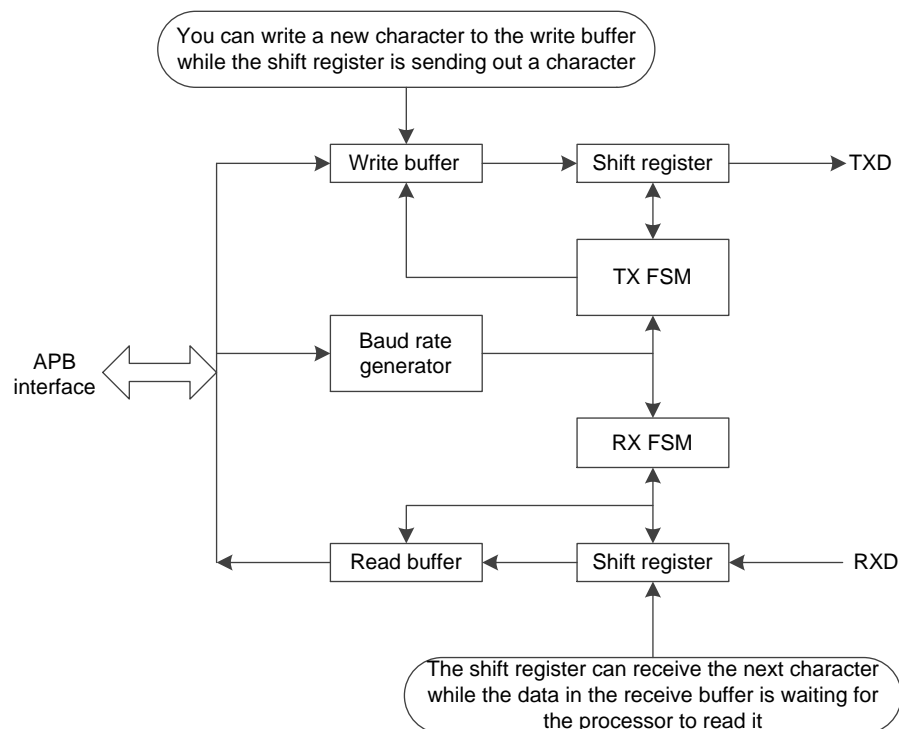 You can write a new character to the write buffer
while the shift register is sending out a character
Write buffer
Shift register
TXD
TX FSM
Baud rate
generator
APB
interface
RX FSM
Read buffer
Shift register
RXD
The shift register can receive the next character
while the data in the receive buffer is waiting for
the processor to read it